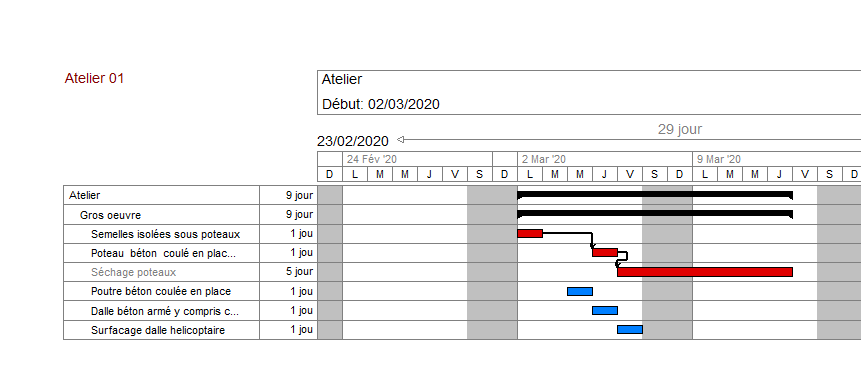 Atelier 01
Atelier
Début: 02/03/2020
29 jour
23/02/2020
24 Fév '20 2 Mar '20 9 Mar '20
D L M M J V S D L M M J V S D L M M J V S D
Atelier 9 jour
Gros oeuvre 9 jour
Semelles isolées sous poteaux 1 jou
Poteau béton coulé en plac... 1 jou
Séchage poteaux 5 jour
Poutre béton coulée en place 1 jou
Dalle béton armé y compris c... 1 jou
Surfacage dalle helicoptaire 1 jou